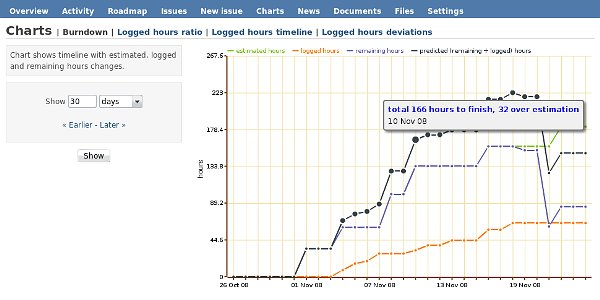 Overview Activity Roadmap Issues New issue Charts News Documents Files Settings
Charts | Burndown | Logged hours ratio | Logged hours timeline | Logged hours deviations
Chart shows timeline with estimated, logged
and remaining hours changes.
Show 30 days
« Earlier - Later »
Show
estimated hours logged hours remaining hours predicted (remaining + logged) hours
267.6
223
178.4
133.8
89.2
44.6
0
hours
total 166 hours to finish, 32 over estimation
10 Nov 08
26 Oct 08 01 Nov 08 07 Nov 08 13 Nov 08 19 Nov 08